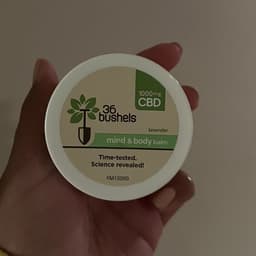 1000mg
CBD
36
bushels
lavender
mind & body balm
Time-tested.
Science revealed!